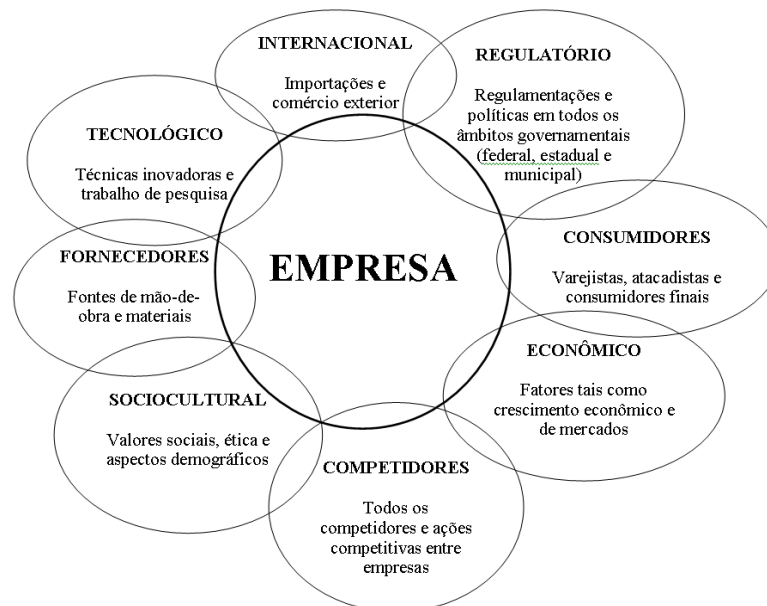 INTERNACIONAL
Importações e
comércio exterior
REGULATÓRIO
Regulamentações e
políticas em todos os
âmbitos governamentais
(federal, estadual e
municipal)
TECNOLÓGICO
Técnicas inovadoras e
trabalho de pesquisa
CONSUMIDORES
Varejistas, atacadistas e
consumidores finais
FORNECEDORES
Fontes de mão-de-
obra e materiais
EMPRESA
ECONÔMICO
Fatores tais como
crescimento econômico e
de mercados
SOCIOCULTURAL
Valores sociais, ética e
aspectos demográficos
COMPETIDORES
Todos os
competidores e ações
competitivas entre
empresas